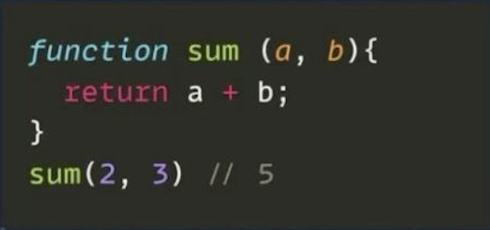 function sum (a, b){
  return a + b;
}
sum(2, 3) // 5